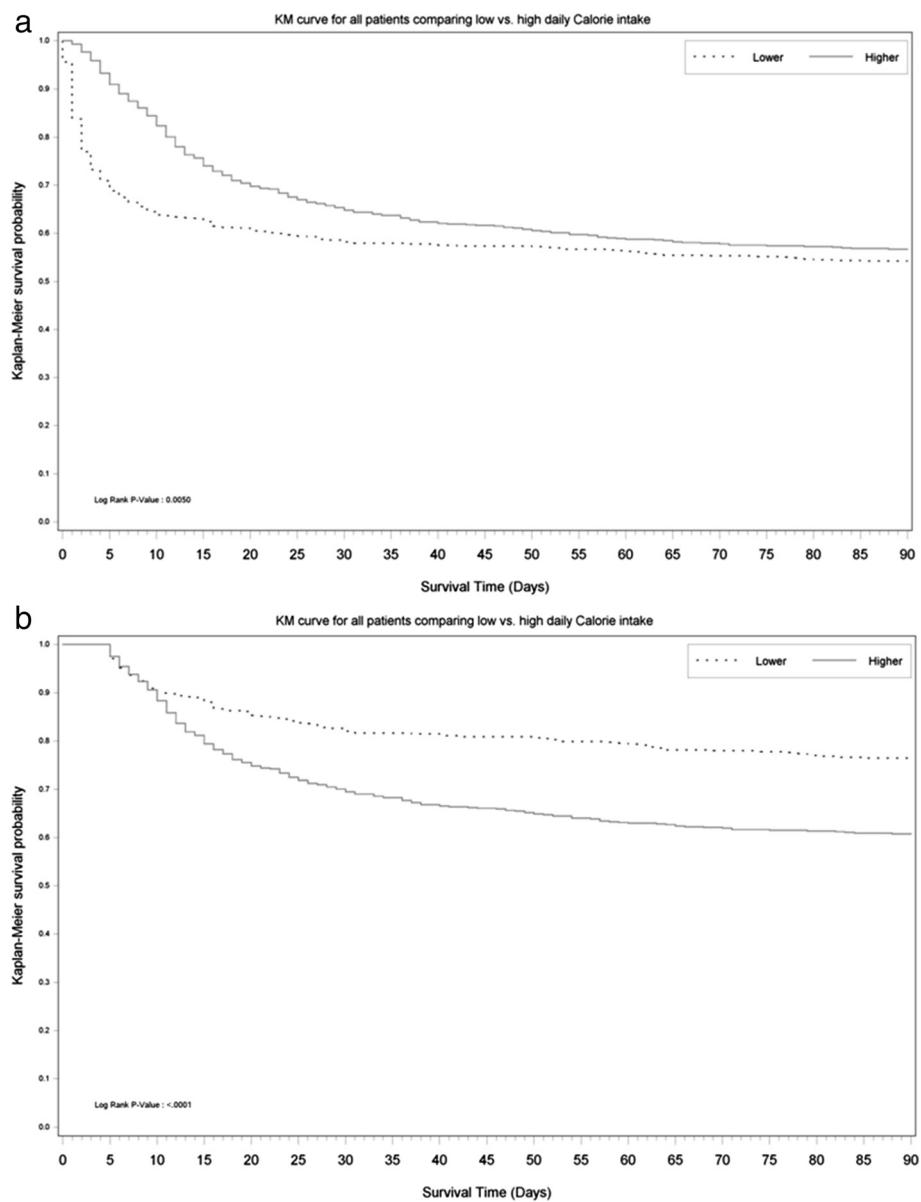 a
KM curve for all patients comparing low vs. high daily Calorie intake
Lower Higher
1.0
0.9
0.8
0.7
0.6
0.5
0.4
0.3
0.2
0.1
0.0
Kaplan-Meier survival probability
Log Rank P-Value : 0.0050
0 5 10 15 20 25 30 35 40 45 50 55 60 65 70 75 80 85 90
Survival Time (Days)
b
KM curve for all patients comparing low vs. high daily Calorie intake
Lower Higher
1.0
0.9
0.8
0.7
0.6
0.5
0.4
0.3
0.2
0.1
0.0
Kaplan-Meier survival probability
Log Rank P-Value : <.0001
0 5 10 15 20 25 30 35 40 45 50 55 60 65 70 75 80 85 90
Survival Time (Days)